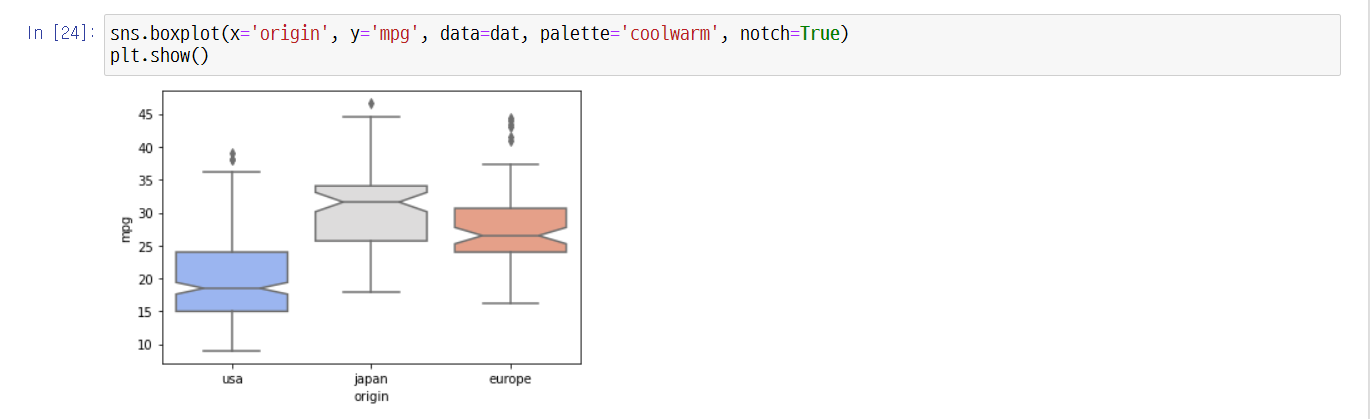 In [24]: sns.boxplot(x='origin', y='mpg', data=dat, palette='coolwarm', notch=True)
plt.show()
45
40
35
30
25
20
15
10
mpg
usa japan europe
origin